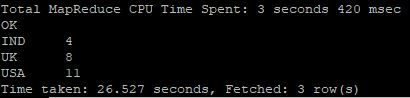 Total MapReduce CPU Time Spent: 3 seconds 420 msec
OK
IND     4
UK      8
USA     11
Time taken: 26.527 seconds, Fetched: 3 row(s)